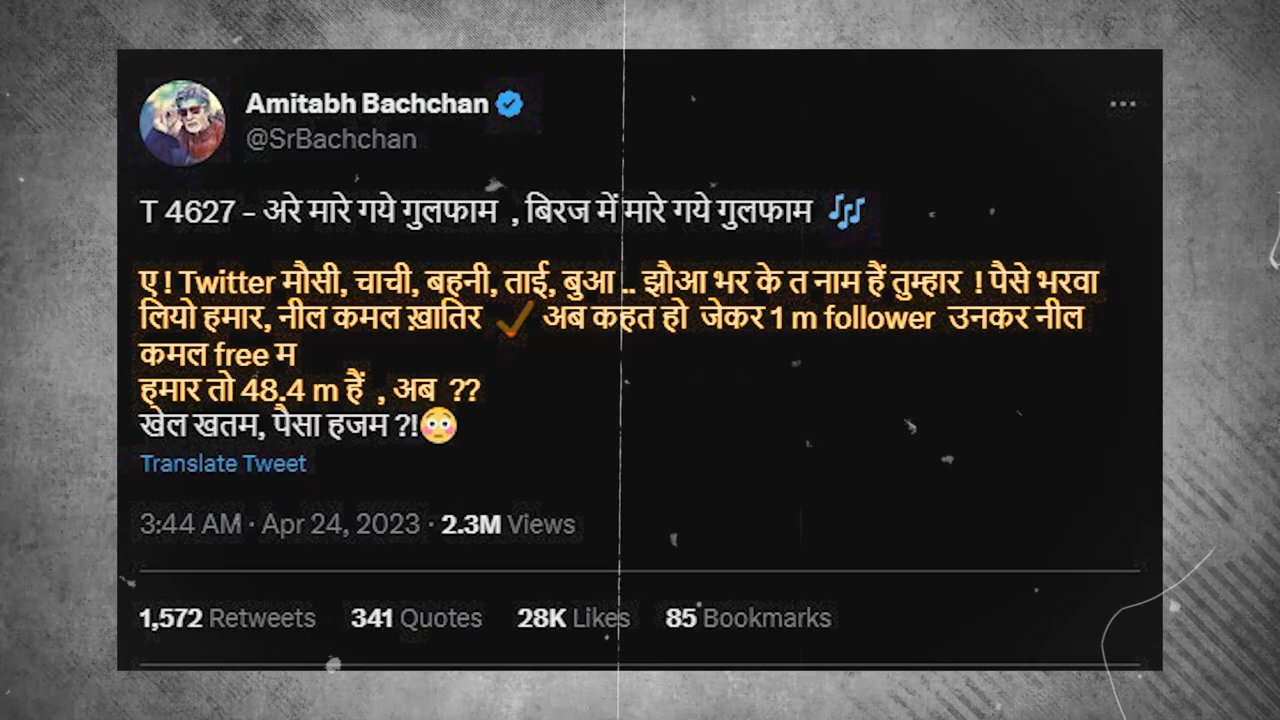 Amitabh Bachchan
@SrBachchan
T 4627 – अरे मारे गये गुलफाम , बिरज में मारे गये गुलफाम 🎶
ए ! Twitter मौसी, चाची, बहनी, ताई, बुआ .. झौआ भर के त नाम हैं तुम्हार ! पैसे भरवा
लियो हमार, नील कमल ख़ातिर ✔️ अब कहत हो जेकर 1 m follower उनकर नील
कमल free म
हमार तो 48.4 m हैं , अब ??
खेल खतम, पैसा हजम ?!😳
Translate Tweet
3:44 AM · Apr 24, 2023 · 2.3M Views
1,572 Retweets 341 Quotes 28K Likes 85 Bookmarks